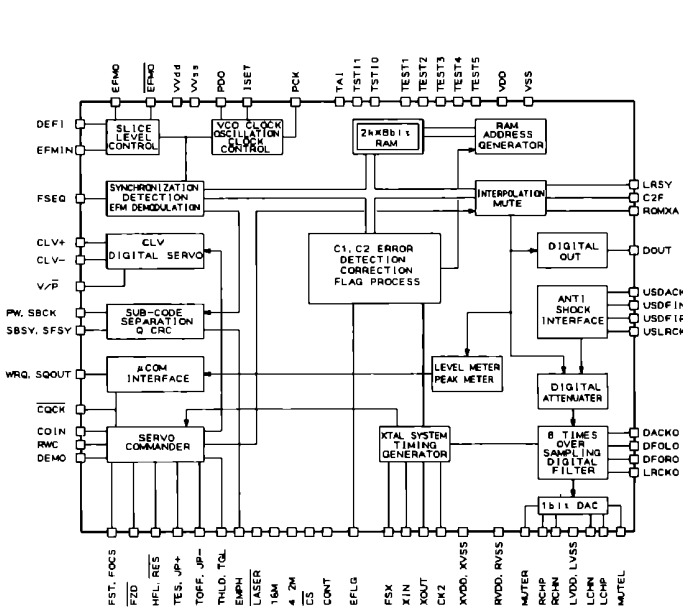 EFMO
EFMO
VVdd
VVss
PDO
ISET
PCK
TAI
TSTI1
TSTIO
TEST1
TEST2
TEST3
TEST4
TEST5
VDD
VSS
DEFI
EFMIN
FSEQ
CLV+
CLV-
V/P
PW, SBCK
SBSY, SFSY
WRQ, SQOUT
CQCK
COIN
RWC
DEMO
SLICE
LEVEL
CONTROL
VCO CLOCK
OSCILLATION
CLOCK
CONTROL
2kX8bit
RAM
RAM
ADDRESS
GENERATOR
SYNCHRONIZATION
DETECTION
EFM DEMODULATION
INTERPOLATION
MUTE
CLV
DIGITAL SERVO
C1, C2 ERROR
DETECTION
CORRECTION
FLAG PROCESS
DIGITAL
OUT
SUB-CODE
SEPARATION
Q CRC
ANTI
SHOCK
INTERFACE
μCOM
INTERFACE
LEVEL METER
PEAK METER
DIGITAL
ATTENUATER
SERVO
COMMANDER
XTAL SYSTEM
TIMING
GENERATOR
8 TIMES
OVER
SAMPLING
DIGITAL
FILTER
1bit DAC
LRSY
C2F
ROMXA
DOUT
USDACK
USDFIN
USDFIR
USLRCK
DACKO
DFOLO
DFORO
LRCKO
FST, FOCS
FZD
HFL, RES
TES, JP+
TOFF, JP-
THLD, TGL
EMPH
LASER
16M
4.2M
CS
CONT
EFLG
FSX
XIN
XOUT
CK2
XVDD, XVSS
RVDD, RVSS
MUTER
RCHP
RCHN
LVDD, LVSS
LCHN
LCHP
MUTEL